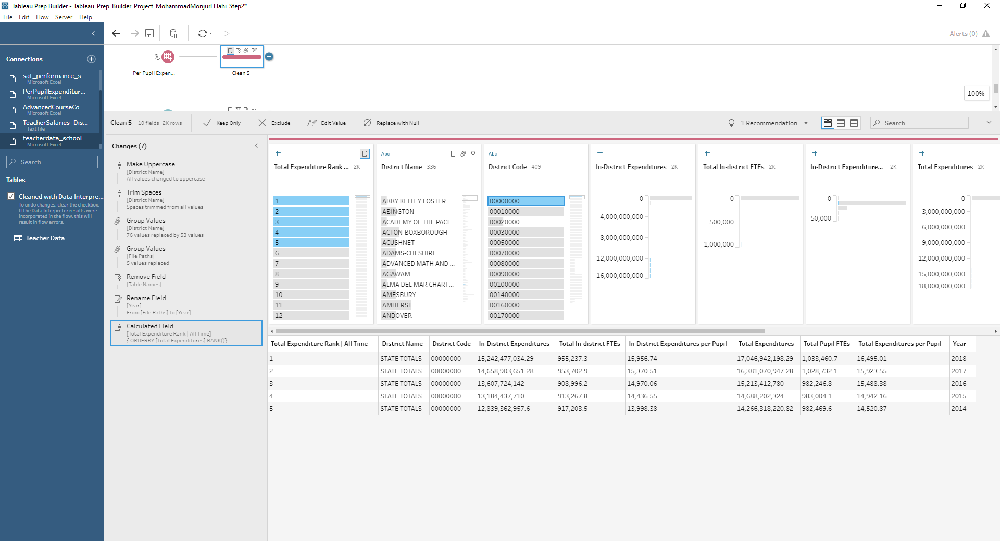 Tableau Prep Builder - Tableau_Prep_Builder_Project_MohammadMonjurEElahi_Step2*
File Edit Flow Server Help
Alerts (0)
Connections
sat_performance_s...
Microsoft Excel
PerPupilExpenditur...
Microsoft Excel
AdvancedCourseCo...
Microsoft Excel
TeacherSalaries_Dis...
Text file
teacherdata_school...
Microsoft Excel
Search
Tables
Cleaned with Data Interpre...
To undo changes, clear the checkbox.
If the Data Interpreter results were
incorporated in the flow, this will
result in flow errors.
Teacher Data
Per Pupil Expen...
Clean 5
100%
Clean 5 10 fields 2K rows
Keep Only
Exclude
Edit Value
Replace with Null
1 Recommendation
Search
Changes (7)
Make Uppercase
[District Name]
All values changed to uppercase
Trim Spaces
[District Name]
Spaces trimmed from all values
Group Values
[District Name]
76 values replaced by 53 values
Group Values
[File Paths]
5 values replaced
Remove Field
[Table Names]
Rename Field
[Year]
From [File Paths] to [Year]
Calculated Field
[Total Expenditure Rank | All Time]
{ ORDERBY [Total Expenditures]:RANK()}
#
Total Expenditure Rank ... 2K
1
2
3
4
5
6
7
8
9
10
11
12
Abc
District Name 336
ABBY KELLEY FOSTER ...
ABINGTON
ACADEMY OF THE PACI...
ACTON-BOXBOROUGH
ACUSHNET
ADAMS-CHESHIRE
ADVANCED MATH AND ...
AGAWAM
ALMA DEL MAR CHART...
AMESBURY
AMHERST
ANDOVER
Abc
District Code 409
00000000
00010000
00020000
00030000
00050000
00070000
00080000
00090000
00100000
00140000
00160000
00170000
#
In-District Expenditures 2K
0
4,000,000,000
8,000,000,000
12,000,000,000
16,000,000,000
#
Total In-district FTEs 2K
0
500,000
1,000,000
#
In-District Expenditure... 2K
0
50,000
#
Total Expenditures 2K
0
3,000,000,000
6,000,000,000
9,000,000,000
12,000,000,000
15,000,000,000
18,000,000,000
Total Expenditure Rank | All Time District Name District Code In-District Expenditures Total In-district FTEs In-District Expenditures per Pupil Total Expenditures Total Pupil FTEs Total Expenditures per Pupil Year
1 STATE TOTALS 00000000 15,242,477,034.29 955,237.3 15,956.74 17,046,942,198.29 1,033,460.7 16,495.01 2018
2 STATE TOTALS 00000000 14,658,903,651.28 953,702.9 15,370.51 16,381,070,947.28 1,028,732.1 15,923.55 2017
3 STATE TOTALS 00000000 13,607,724,142 908,996.2 14,970.06 15,213,412,780 982,246.8 15,488.38 2016
4 STATE TOTALS 00000000 13,184,437,710 913,267.8 14,436.55 14,688,202,324 983,004.1 14,942.16 2015
5 STATE TOTALS 00000000 12,839,362,957.6 917,203.5 13,998.38 14,266,318,220.82 982,469.6 14,520.87 2014